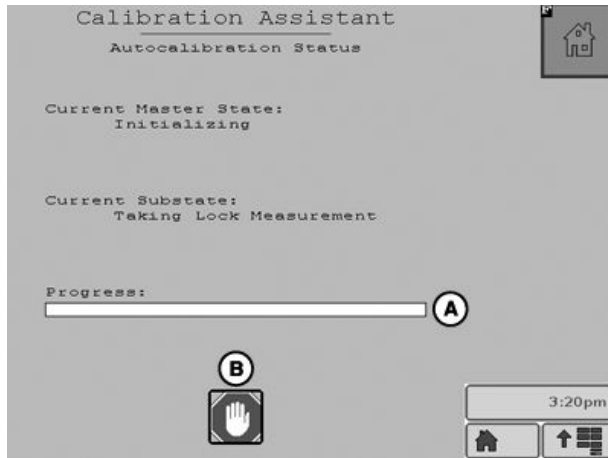 Calibration Assistant
Autocalibration Status
Current Master State:
Initializing
Current Substate:
Taking Lock Measurement
Progress:
A
B
3:20pm